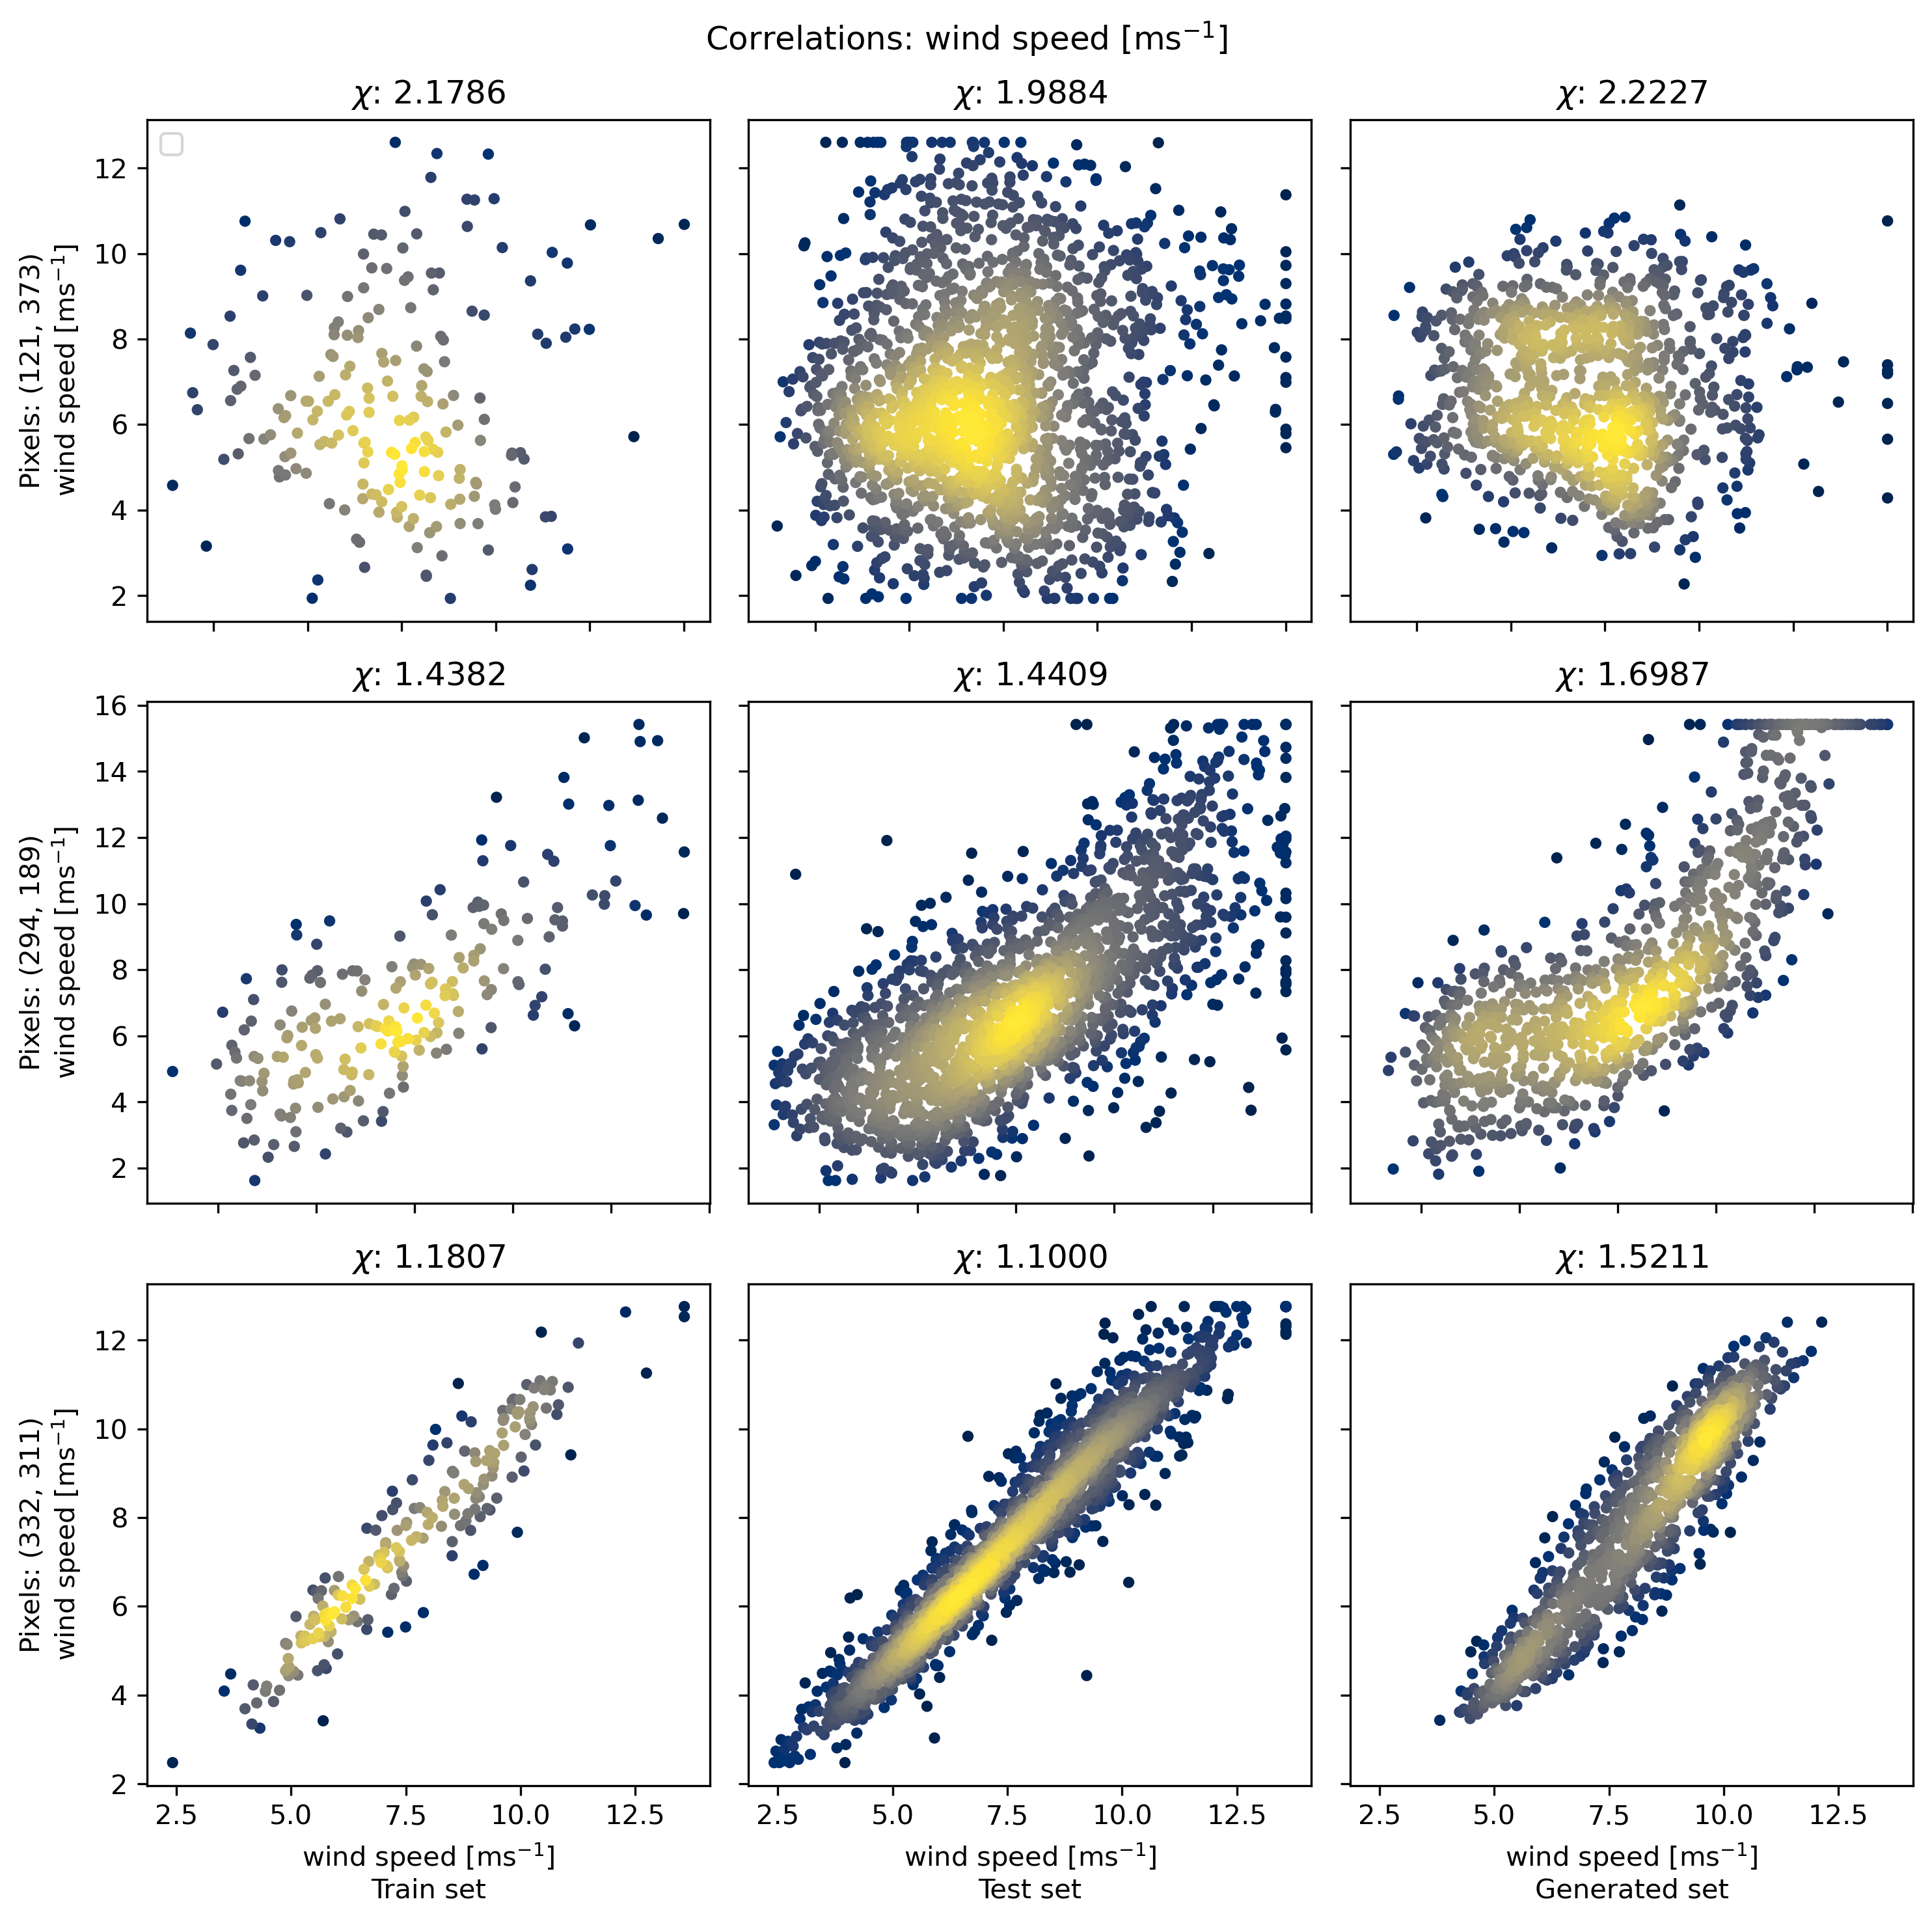 Correlations: wind speed [ms⁻¹]
χ: 2.1786
χ: 1.9884
χ: 2.2227
Pixels: (121, 373)
wind speed [ms⁻¹]
12
10
8
6
4
2
χ: 1.4382
χ: 1.4409
χ: 1.6987
Pixels: (294, 189)
wind speed [ms⁻¹]
16
14
12
10
8
6
4
2
χ: 1.1807
χ: 1.1000
χ: 1.5211
Pixels: (332, 311)
wind speed [ms⁻¹]
12
10
8
6
4
2
2.5 5.0 7.5 10.0 12.5
2.5 5.0 7.5 10.0 12.5
2.5 5.0 7.5 10.0 12.5
wind speed [ms⁻¹]
Train set
wind speed [ms⁻¹]
Test set
wind speed [ms⁻¹]
Generated set